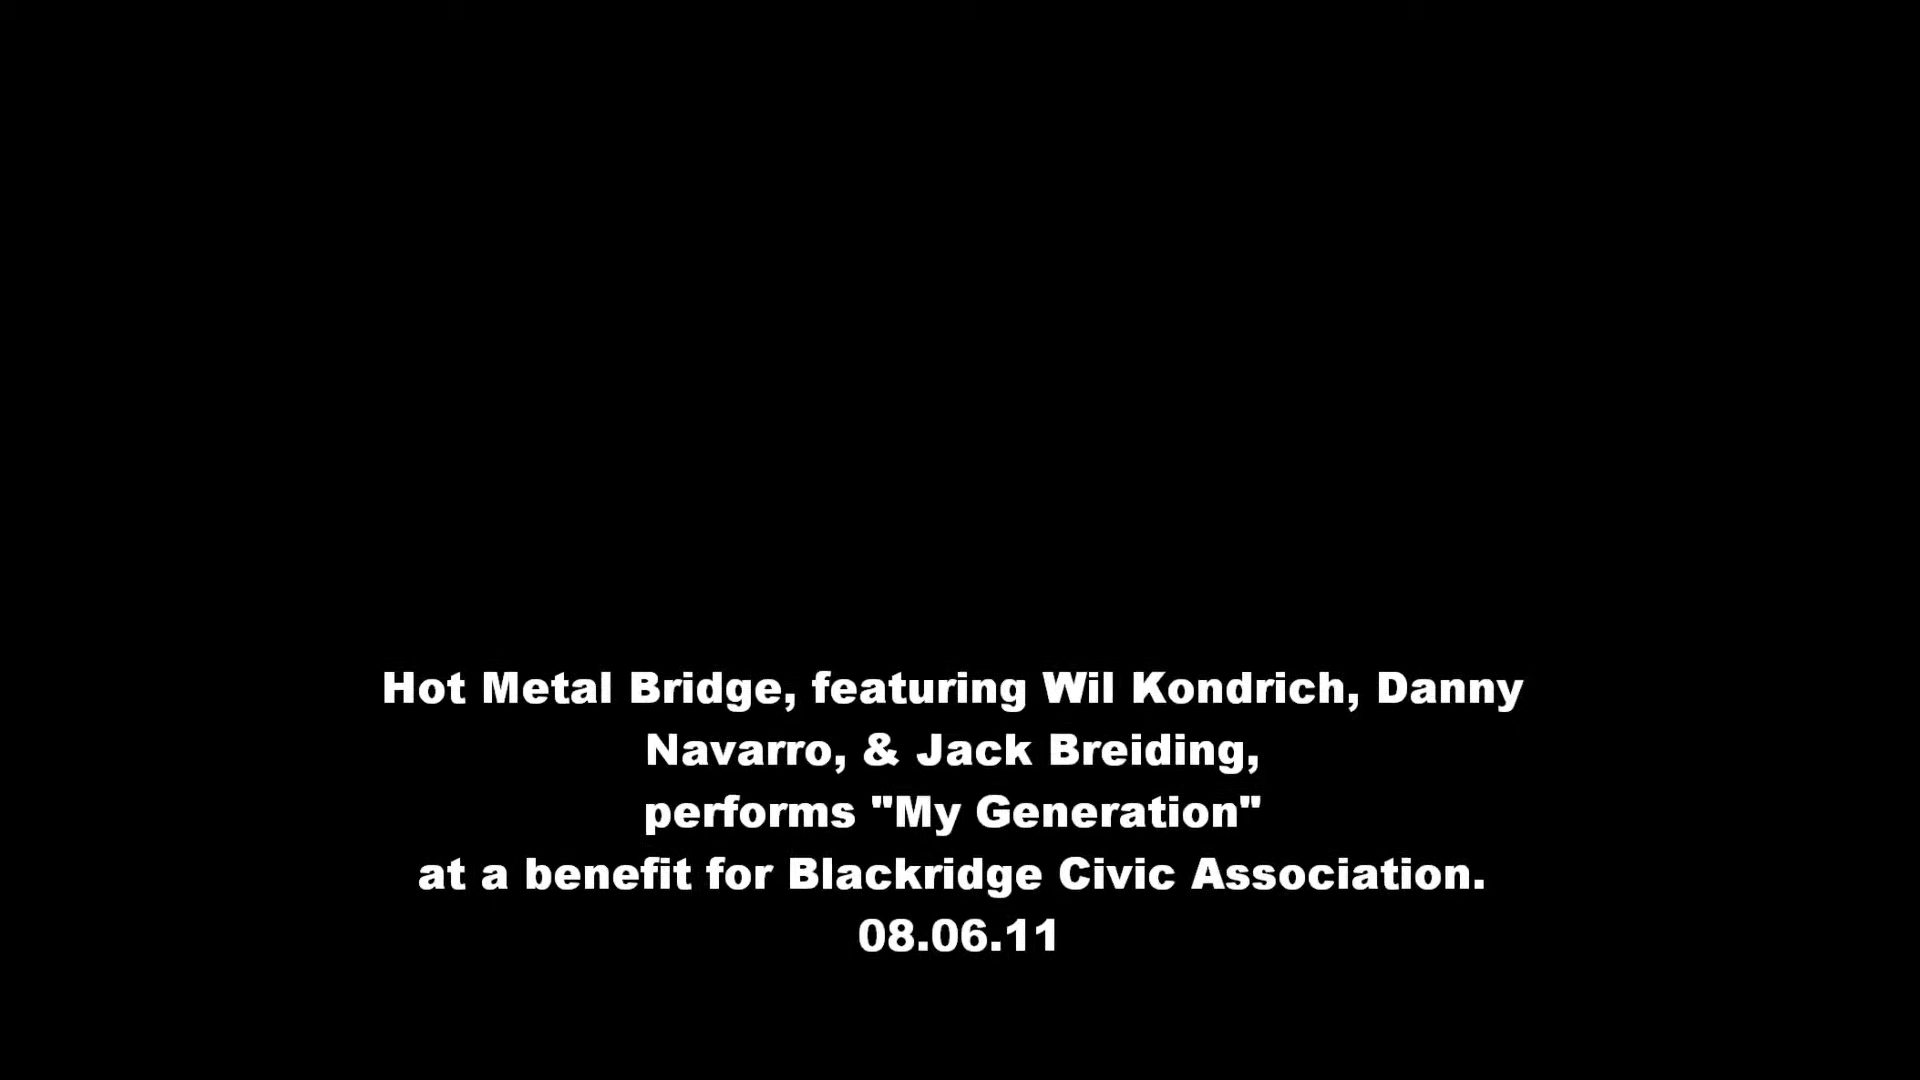 Hot Metal Bridge, featuring Wil Kondrich, Danny
Navarro, & Jack Breiding,
performs "My Generation"
at a benefit for Blackridge Civic Association.
08.06.11